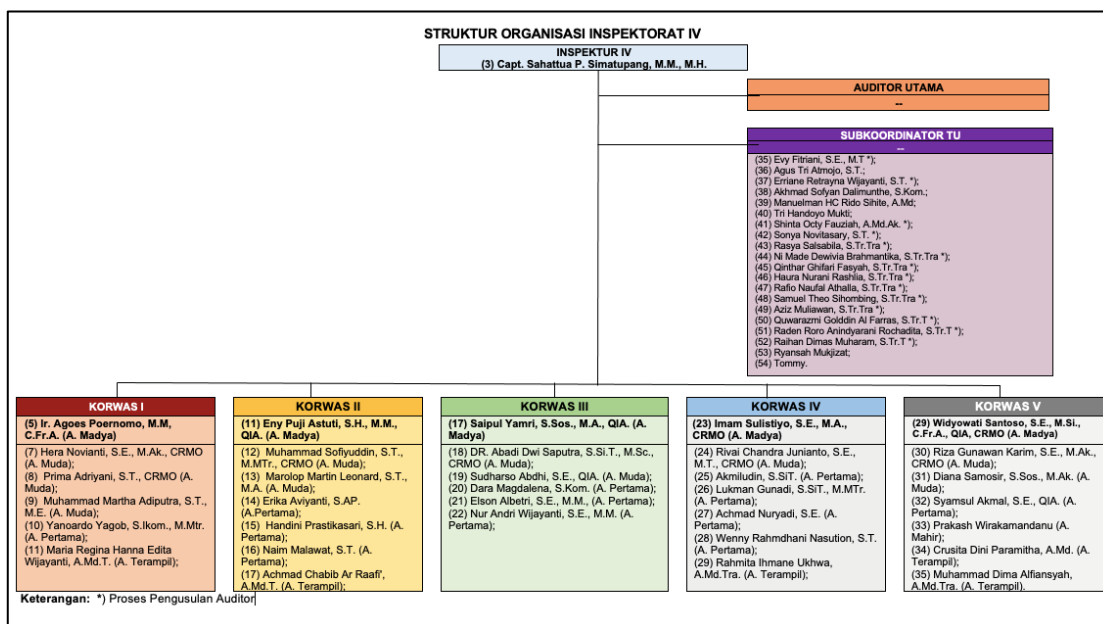 STRUKTUR ORGANISASI INSPEKTORAT IV
INSPEKTUR IV
(3) Capt. Sahattua P. Simatupang, M.M., M.H.
AUDITOR UTAMA
--
SUBKOORDINATOR TU
--
(35) Evy Fitriani, S.E., M.T *);
(36) Agus Tri Atmojo, S.T.;
(37) Erriane Retrayna Wijayanti, S.T. *);
(38) Akhmad Sofyan Dalimunthe, S.Kom.;
(39) Manuelman HC Rido Sihite, A.Md;
(40) Tri Handoyo Mukti;
(41) Shinta Octy Fauziah, A.Md.Ak. *);
(42) Sonya Novitasary, S.T. *);
(43) Rasya Salsabila, S.Tr.Tra *);
(44) Ni Made Dewivia Brahmantika, S.Tr.Tra *);
(45) Qinthar Ghifari Fasyah, S.Tr.Tra *);
(46) Haura Nurani Rashlia, S.Tr.Tra *);
(47) Rafio Naufal Athalla, S.Tr.Tra *);
(48) Samuel Theo Sihombing, S.Tr.Tra *);
(49) Aziz Muliawan, S.Tr.Tra *);
(50) Quwarazmi Golddin Al Farras, S.Tr.T *);
(51) Raden Roro Anindyarani Rochadita, S.Tr.T *);
(52) Raihan Dimas Muharam, S.Tr.T *);
(53) Ryansah Mukjizat;
(54) Tommy.
KORWAS I
(5) Ir. Agoes Poernomo, M.M,
C.Fr.A. (A. Madya)
(7) Hera Novianti, S.E., M.Ak., CRMO
(A. Muda);
(8) Prima Adriyani, S.T., CRMO (A.
Muda);
(9) Muhammad Martha Adiputra, S.T.,
M.E. (A. Muda);
(10) Yanoardo Yagob, S.Ikom., M.Mtr.
(A. Pertama);
(11) Maria Regina Hanna Edita
Wijayanti, A.Md.T. (A. Terampil);
KORWAS II
(11) Eny Puji Astuti, S.H., M.M.,
QIA. (A. Madya)
(12) Muhammad Sofiyuddin, S.T.,
M.MTr., CRMO (A. Muda);
(13) Marolop Martin Leonard, S.T.,
M.A. (A. Muda);
(14) Erika Aviyanti, S.AP.
(A.Pertama);
(15) Handini Prastikasari, S.H. (A.
Pertama);
(16) Naim Malawat, S.T. (A.
Pertama);
(17) Achmad Chabib Ar Raafi',
A.Md.T. (A. Terampil);
KORWAS III
(17) Saipul Yamri, S.Sos., M.A., QIA. (A.
Madya)
(18) DR. Abadi Dwi Saputra, S.Si.T., M.Sc.,
CRMO (A. Muda);
(19) Sudharso Abdhi, S.E., QIA. (A. Muda);
(20) Dara Magdalena, S.Kom. (A. Pertama);
(21) Elson Albetri, S.E., M.M., (A. Pertama);
(22) Nur Andri Wijayanti, S.E., M.M. (A.
Pertama);
KORWAS IV
(23) Imam Sulistiyo, S.E., M.A.,
CRMO (A. Madya)
(24) Rivai Chandra Junianto, S.E.,
M.T., CRMO (A. Muda);
(25) Akmiludin, S.SiT. (A. Pertama);
(26) Lukman Gunadi, S.SiT., M.MTr.
(A. Pertama);
(27) Achmad Nuryadi, S.E. (A.
Pertama);
(28) Wenny Rahmdhani Nasution, S.T.
(A. Pertama);
(29) Rahmita Ihmane Ukhwa,
A.Md.Tra. (A. Terampil);
KORWAS V
(29) Widyowati Santoso, S.E., M.Si.,
C.Fr.A., QIA, CRMO (A. Madya)
(30) Riza Gunawan Karim, S.E., M.Ak.,
CRMO (A. Muda);
(31) Diana Samosir, S.Sos., M.Ak. (A.
Muda);
(32) Syamsul Akmal, S.E., QIA. (A.
Pertama);
(33) Prakash Wirakamandanu (A.
Mahir);
(34) Crusita Dini Paramitha, A.Md. (A.
Terampil);
(35) Muhammad Dima Alfiansyah,
A.Md.Tra. (A. Terampil).
Keterangan: *) Proses Pengusulan Auditor